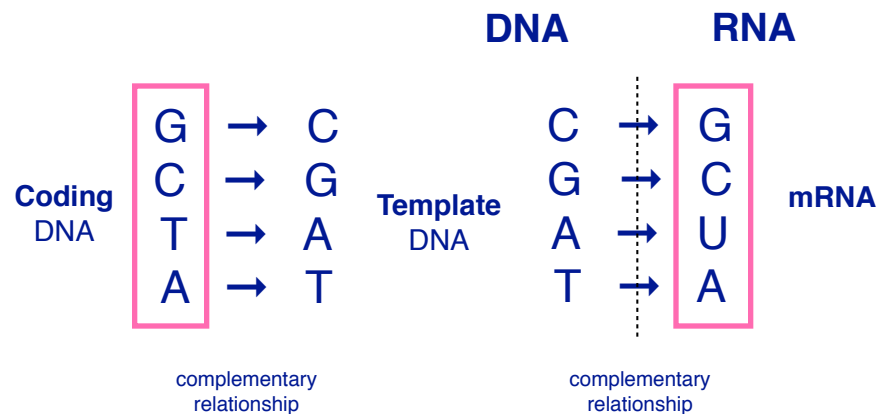 DNA RNA
G → C C → G
C → G G → C
Coding
DNA
Template
DNA
mRNA
T → A A → U
A → T T → A
complementary
relationship
complementary
relationship